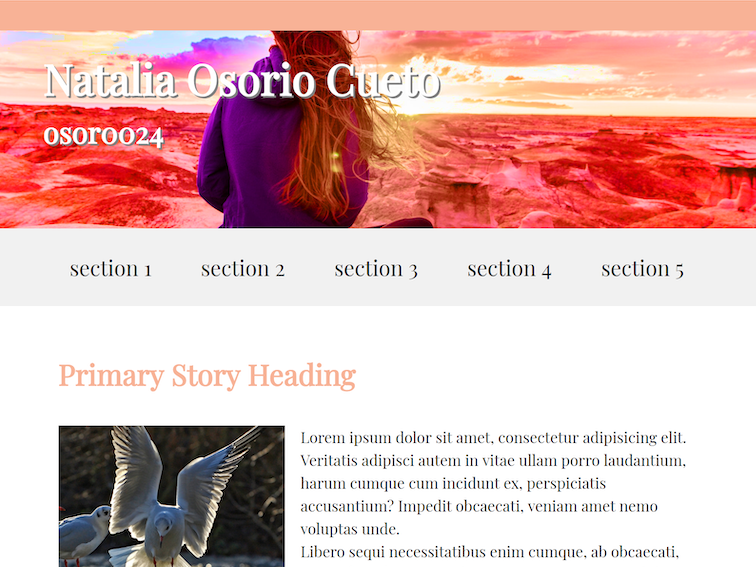 Natalia Osorio Cueto
osor0024
section 1
section 2
section 3
section 4
section 5
Primary Story Heading
Lorem ipsum dolor sit amet, consectetur adipisicing elit.
Veritatis adipisci autem in vitae ullam porro laudantium,
harum cumque cum incidunt ex, perspiciatis
accusantium? Impedit obcaecati, veniam amet nemo
voluptas unde.
Libero sequi necessitatibus enim cumque, ab obcaecati,